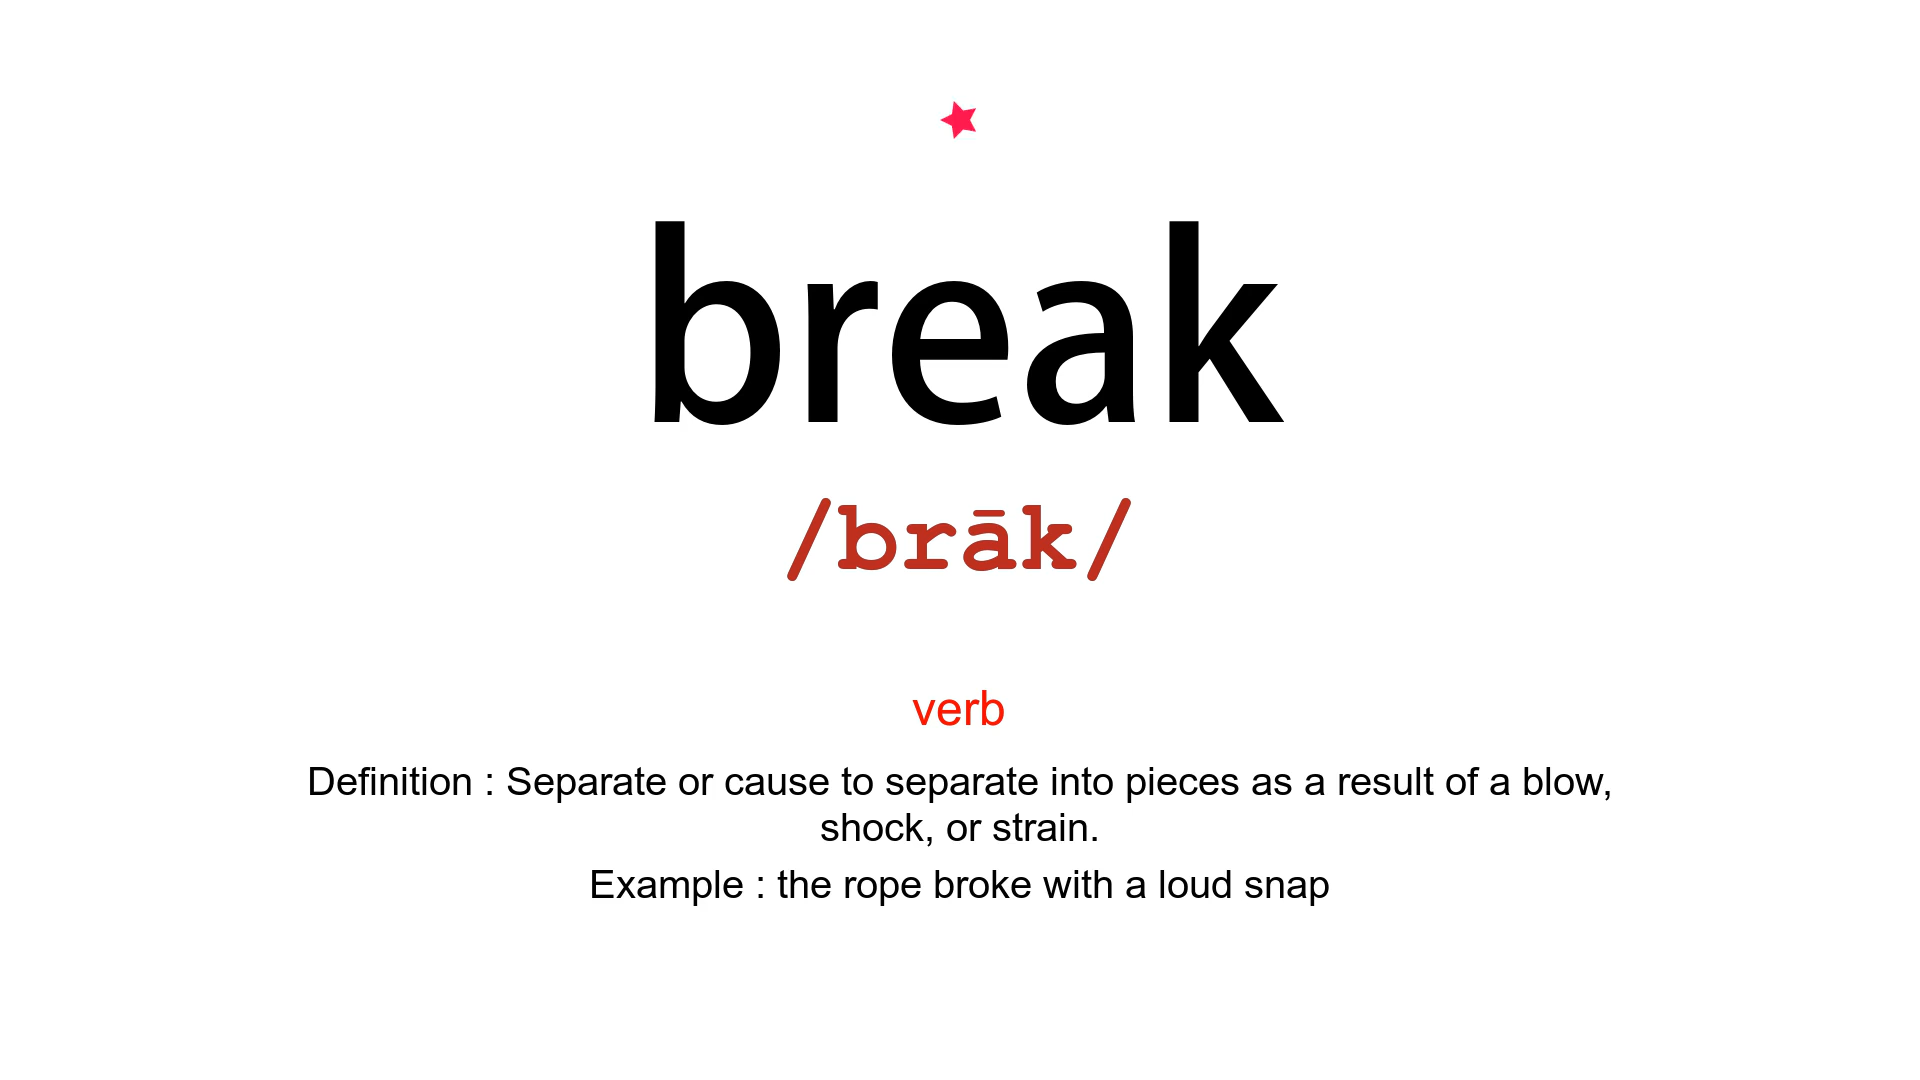 break
/brāk/
verb
Definition : Separate or cause to separate into pieces as a result of a blow,
shock, or strain.
Example : the rope broke with a loud snap